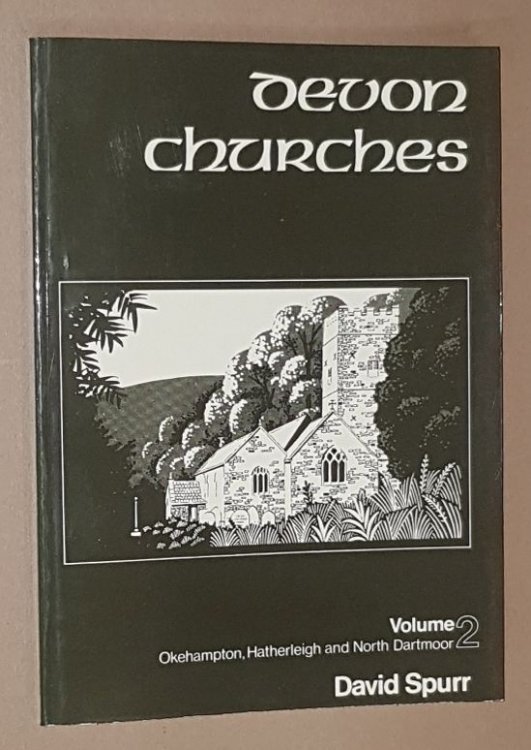 Devon
Churches
Volume 2
Okehampton, Hatherleigh and North Dartmoor
David Spurr